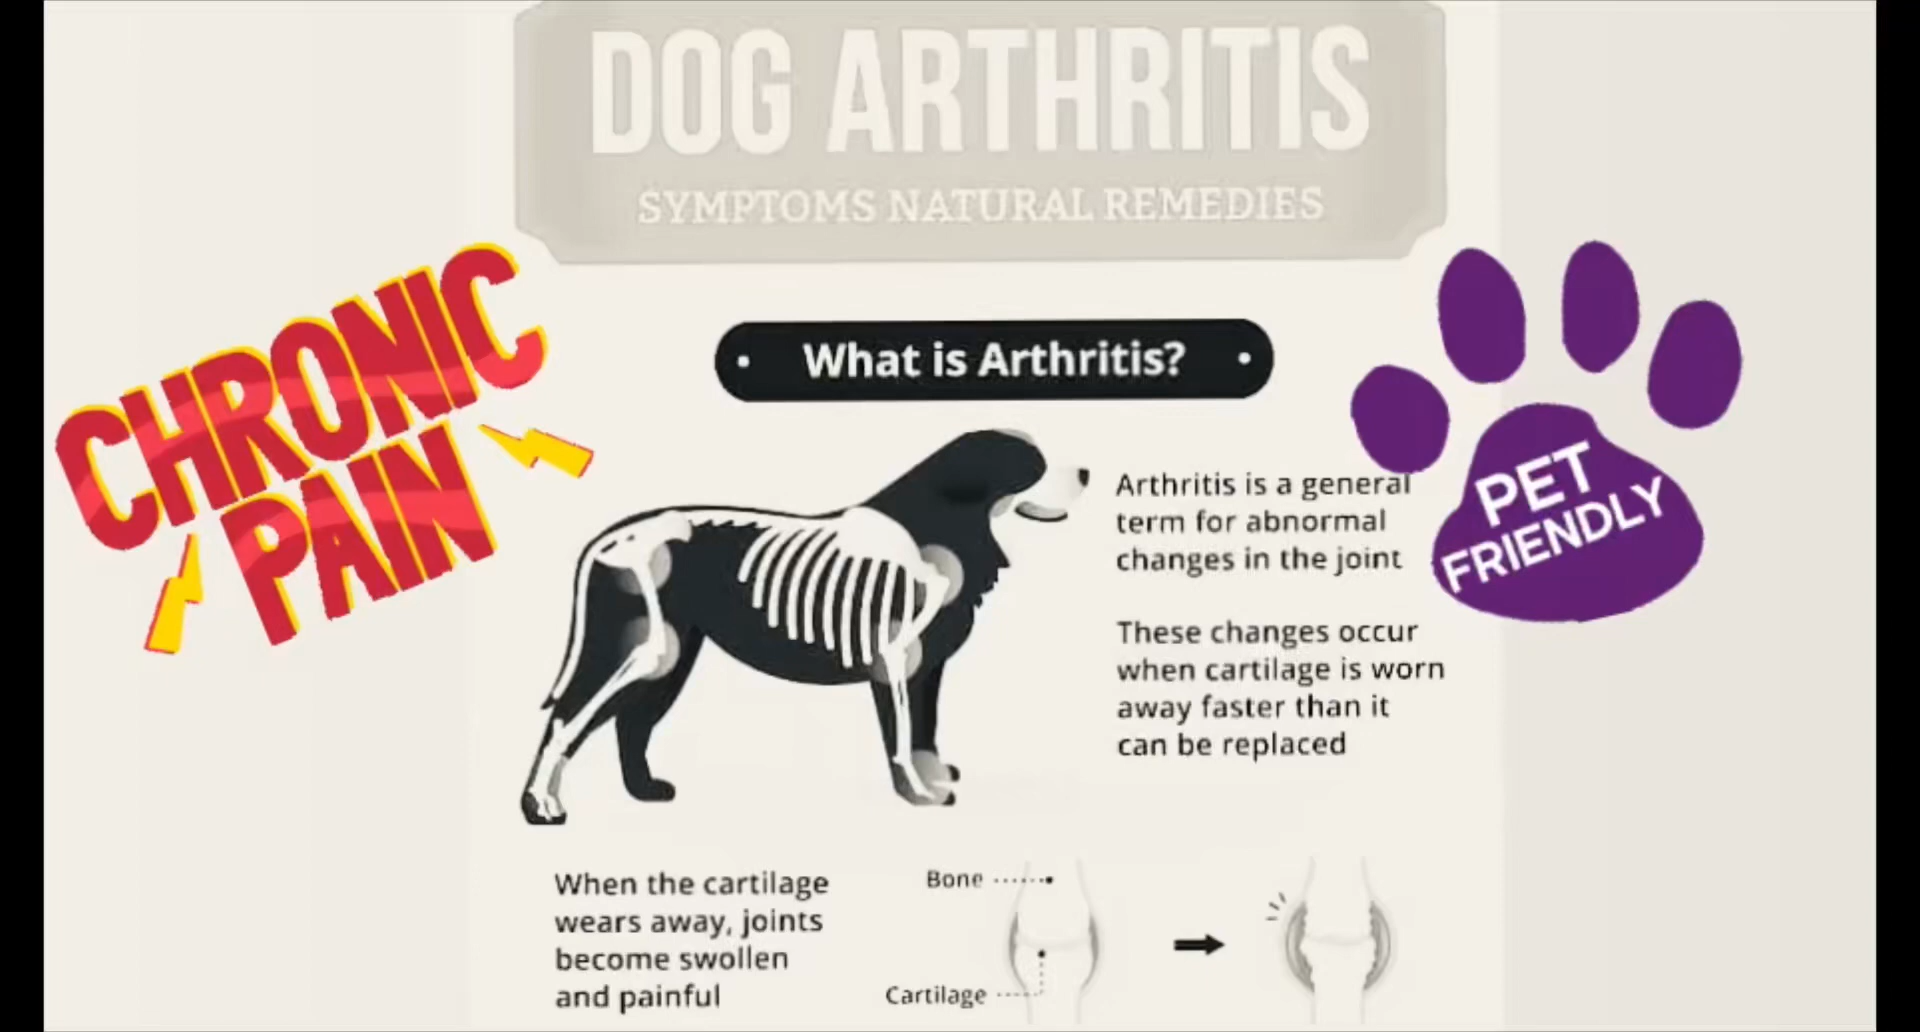 DOG ARTHRITIS
SYMPTOMS NATURAL REMEDIES
CHRONIC
PAIN
What is Arthritis?
Arthritis is a general
term for abnormal
changes in the joint
These changes occur
when cartilage is worn
away faster than it
can be replaced
PET
FRIENDLY
When the cartilage
wears away, joints
become swollen
and painful
Bone
Cartilage